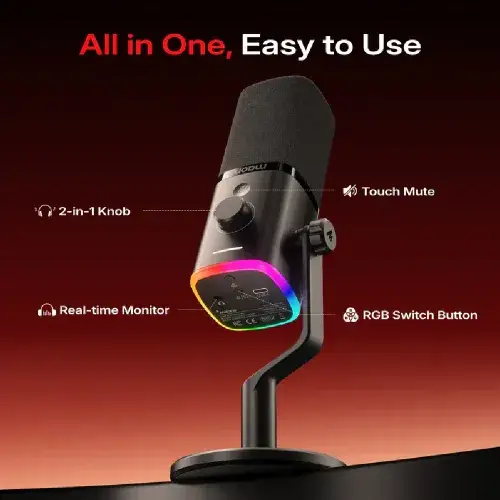 All in One, Easy to Use
Touch Mute
2-in-1 Knob
Real-time Monitor
RGB Switch Button